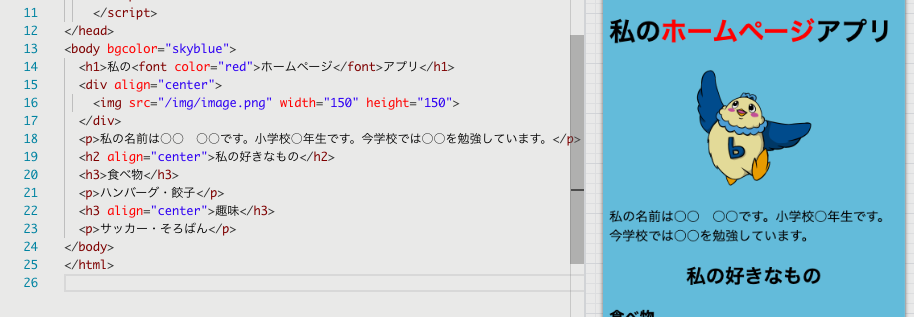 11 </script>
12 </head>
13 <body bgcolor="skyblue">
14 <h1>私の<font color="red">ホームページ</font>アプリ</h1>
15 <div align="center">
16 <img src="/img/image.png" width="150" height="150">
17 </div>
18 <p>私の名前は○○　○○です。小学校○年生です。今学校では○○を勉強しています。</p>
19 <h2 align="center">私の好きなもの</h2>
20 <h3>食べ物</h3>
21 <p>ハンバーグ・餃子</p>
22 <h3 align="center">趣味</h3>
23 <p>サッカー・そろばん</p>
24 </body>
25 </html>
26
私のホームページアプリ
b
私の名前は○○　○○です。小学校○年生です。
今学校では○○を勉強しています。
私の好きなもの
食べ物